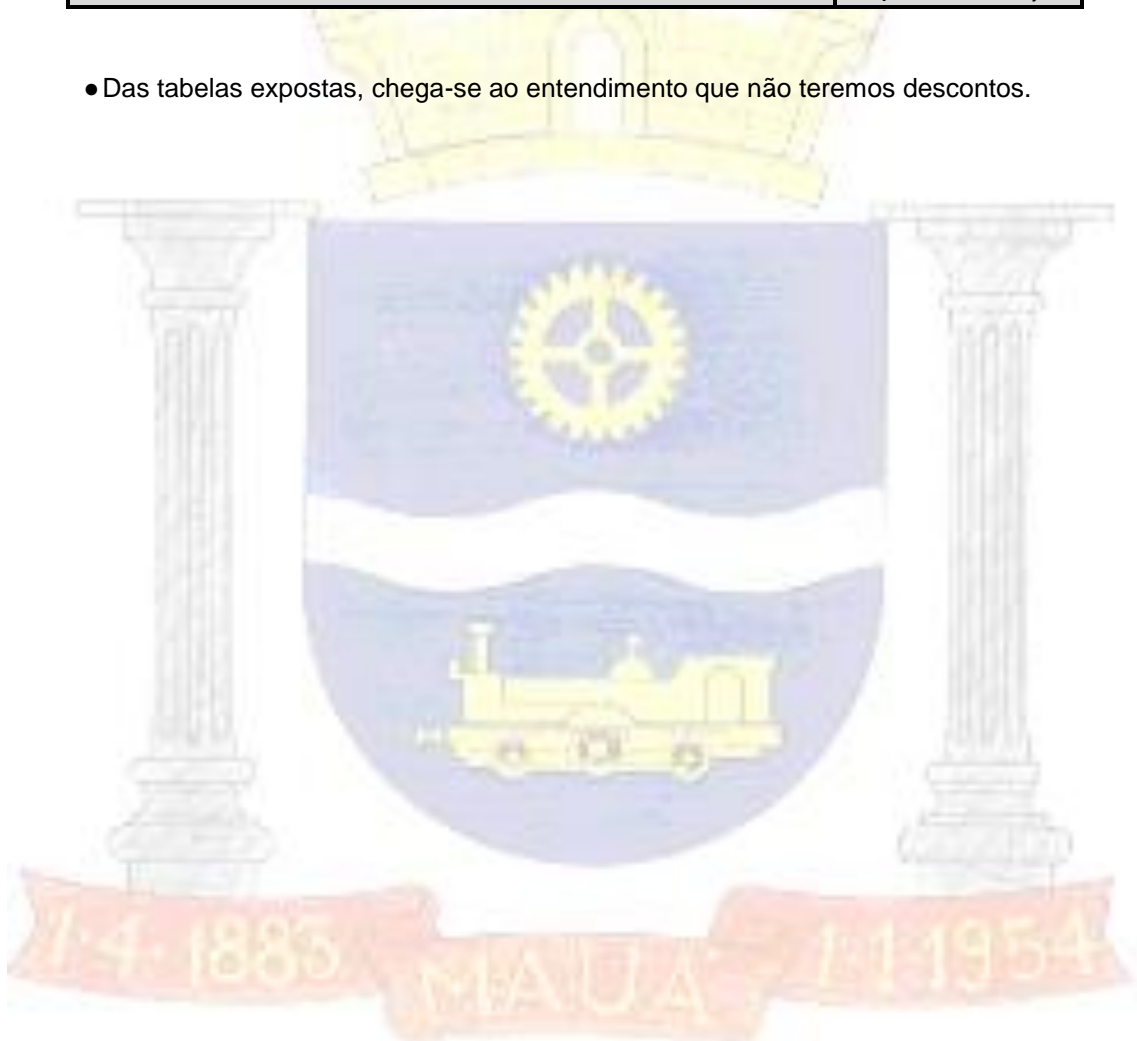 ● Das tabelas expostas, chega-se ao entendimento que não teremos descontos.
1·4·1883 MAUÁ 1·1·1954